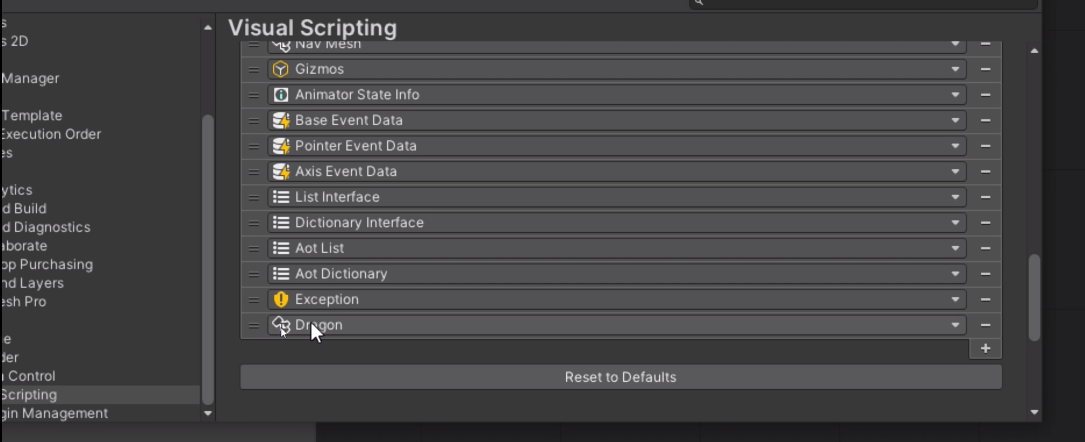 Visual Scripting
s
s 2D
Manager
Template
Execution Order
es
ytics
d Build
d Diagnostics
aborate
op Purchasing
nd Layers
esh Pro
e
der
n Control
Scripting
gin Management
Nav Mesh
Gizmos
Animator State Info
Base Event Data
Pointer Event Data
Axis Event Data
List Interface
Dictionary Interface
Aot List
Aot Dictionary
Exception
Dragon
Reset to Defaults